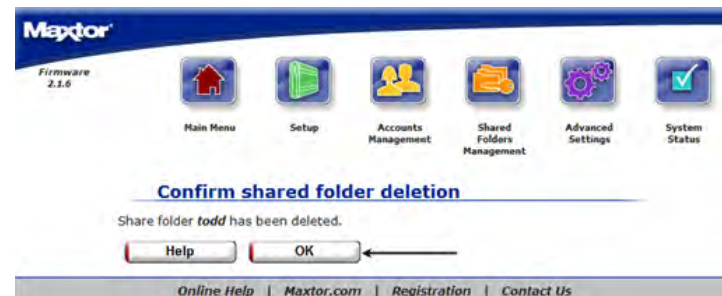 Maxtor
Firmware
2.1.6
Main Menu
Setup
Accounts
Management
Shared
Folders
Management
Advanced
Settings
System
Status
Confirm shared folder deletion
Share folder todd has been deleted.
Help
OK
Online Help | Maxtor.com | Registration | Contact Us